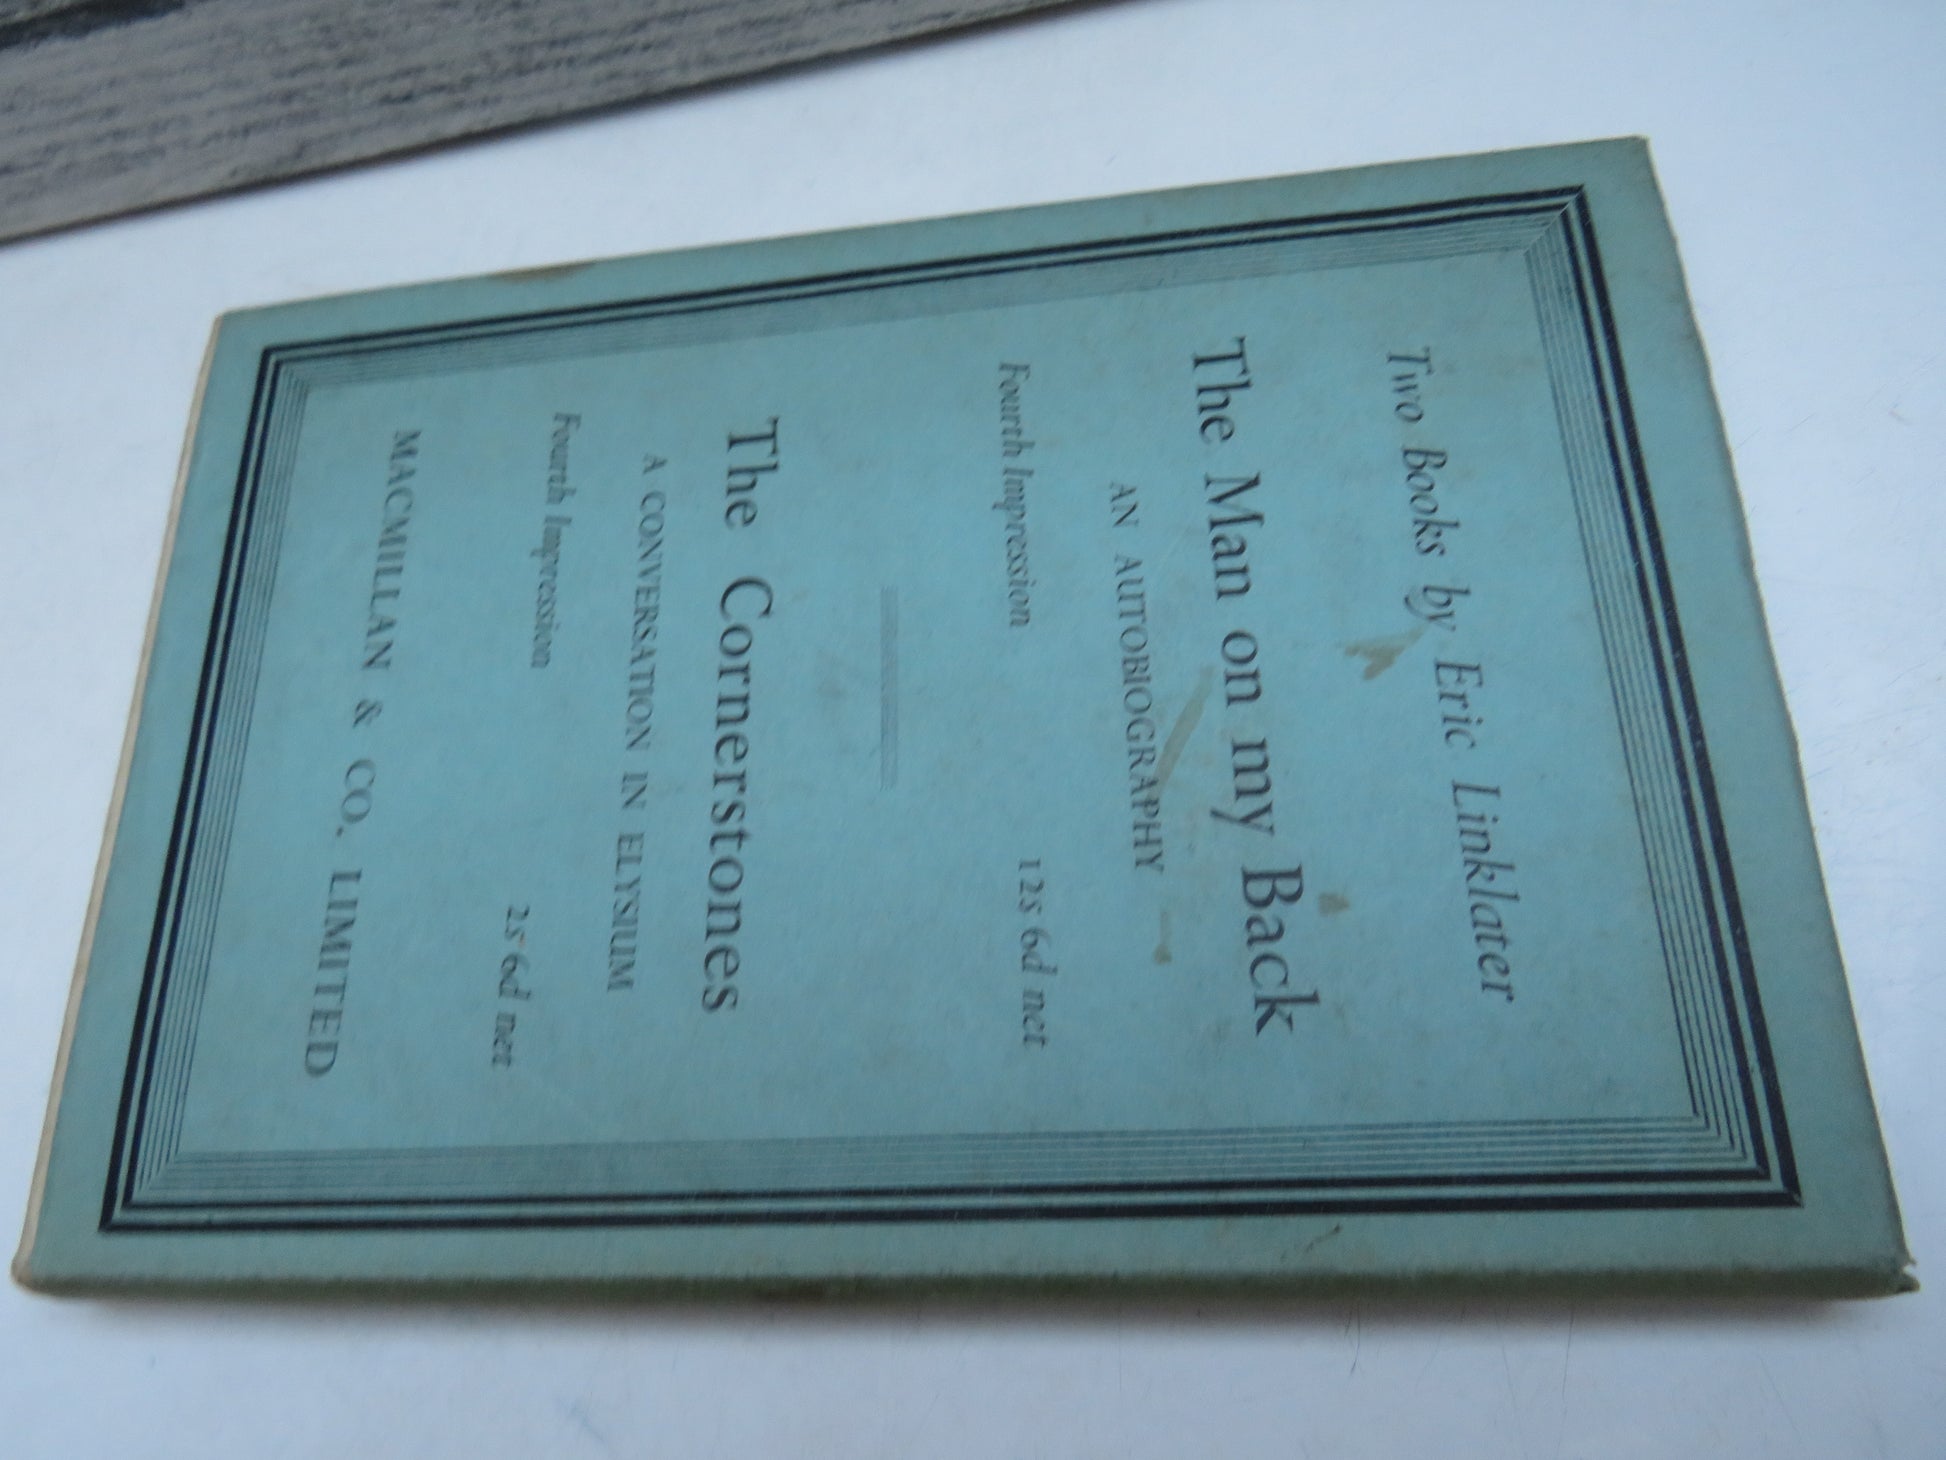 Two Books by Eric Linklater
The Man on my Back
AN AUTOBIOGRAPHY
Fourth Impression 12s 6d net
The Cornerstones
A CONVERSATION IN ELYSIUM
Fourth Impression 2s 6d net
MACMILLAN & CO. LIMITED